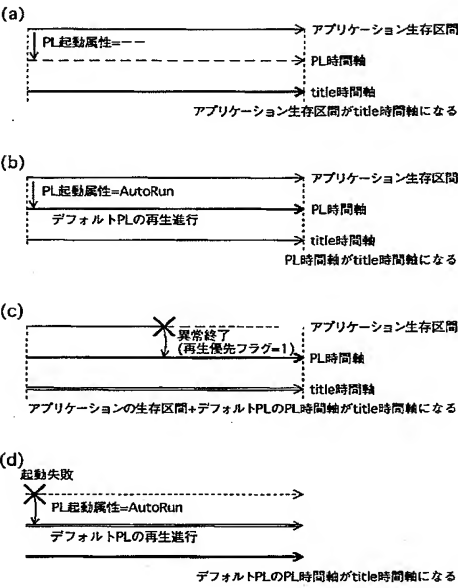 (a)
アプリケーション生存区間
PL起動属性=――
PL時間軸
title時間軸
アプリケーション生存区間がtitle時間軸になる
(b)
アプリケーション生存区間
PL起動属性=AutoRun
PL時間軸
デフォルトPLの再生進行
title時間軸
PL時間軸がtitle時間軸になる
(c)
アプリケーション生存区間
異常終了
(再生優先フラグ=1)
PL時間軸
title時間軸
アプリケーションの生存区間+デフォルトPLのPL時間軸がtitle時間軸になる
(d)
起動失敗
PL起動属性=AutoRun
デフォルトPLの再生進行
デフォルトPLのPL時間軸がtitle時間軸になる